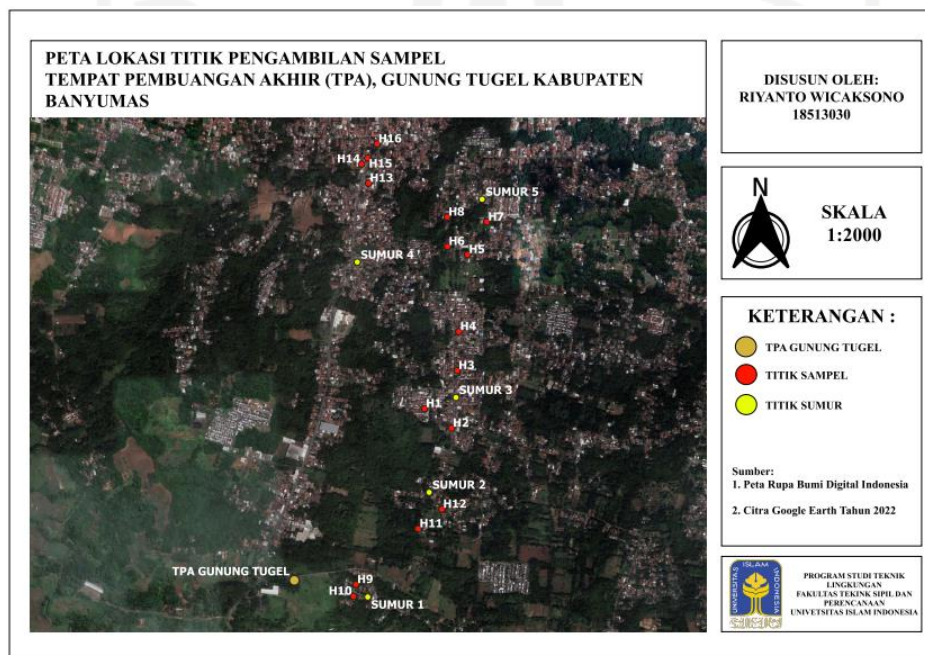 PETA LOKASI TITIK PENGAMBILAN SAMPEL
TEMPAT PEMBUANGAN AKHIR (TPA), GUNUNG TUGEL KABUPATEN
BANYUMAS
H16
H14
H15
H13
SUMUR 5
H8
H7
H6
H5
SUMUR 4
H4
H3
SUMUR 3
H1
H2
SUMUR 2
H12
H11
TPA GUNUNG TUGEL
H9
H10
SUMUR 1
DISUSUN OLEH:
RIYANTO WICAKSONO
18513030
N
SKALA
1:2000
KETERANGAN :
TPA GUNUNG TUGEL
TITIK SAMPEL
TITIK SUMUR
Sumber:
1. Peta Rupa Bumi Digital Indonesia
2. Citra Google Earth Tahun 2022
UNIVERSITAS
ISLAM
INDONESIA
PROGRAM STUDI TEKNIK
LINGKUNGAN
FAKULTAS TEKINK SIPIL DAN
PERENCANAAN
UNIVETSITAS ISLAM INDONESIA